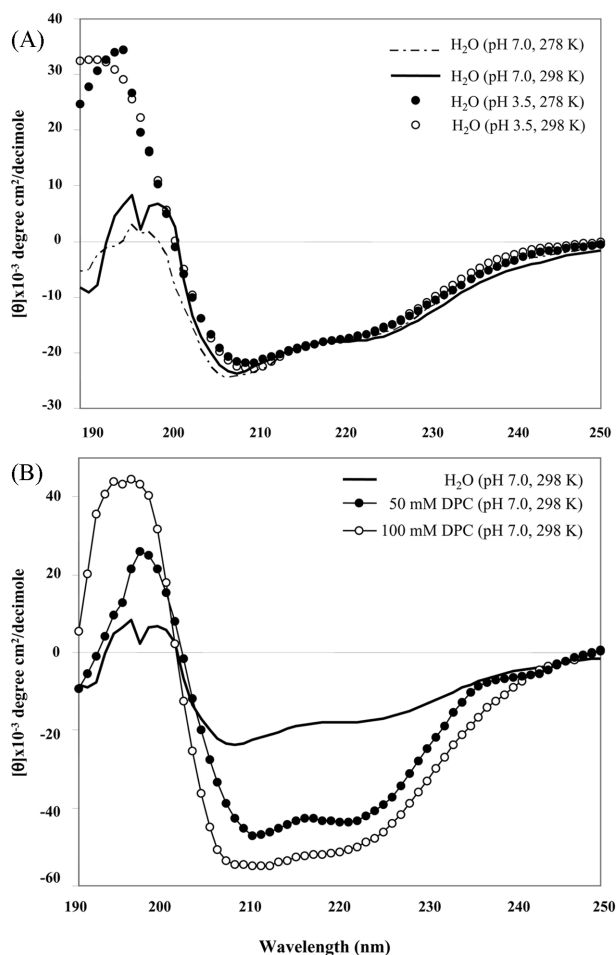 (A)
40
30
20
10
0
-10
-20
-30
[θ]x10⁻³ degree cm²/decimole
H₂O (pH 7.0, 278 K)
H₂O (pH 7.0, 298 K)
H₂O (pH 3.5, 278 K)
H₂O (pH 3.5, 298 K)
190 200 210 220 230 240 250
(B)
40
20
0
-20
-40
-60
[θ]x10⁻³ degree cm²/decimole
H₂O (pH 7.0, 298 K)
50 mM DPC (pH 7.0, 298 K)
100 mM DPC (pH 7.0, 298 K)
190 200 210 220 230 240 250
Wavelength (nm)